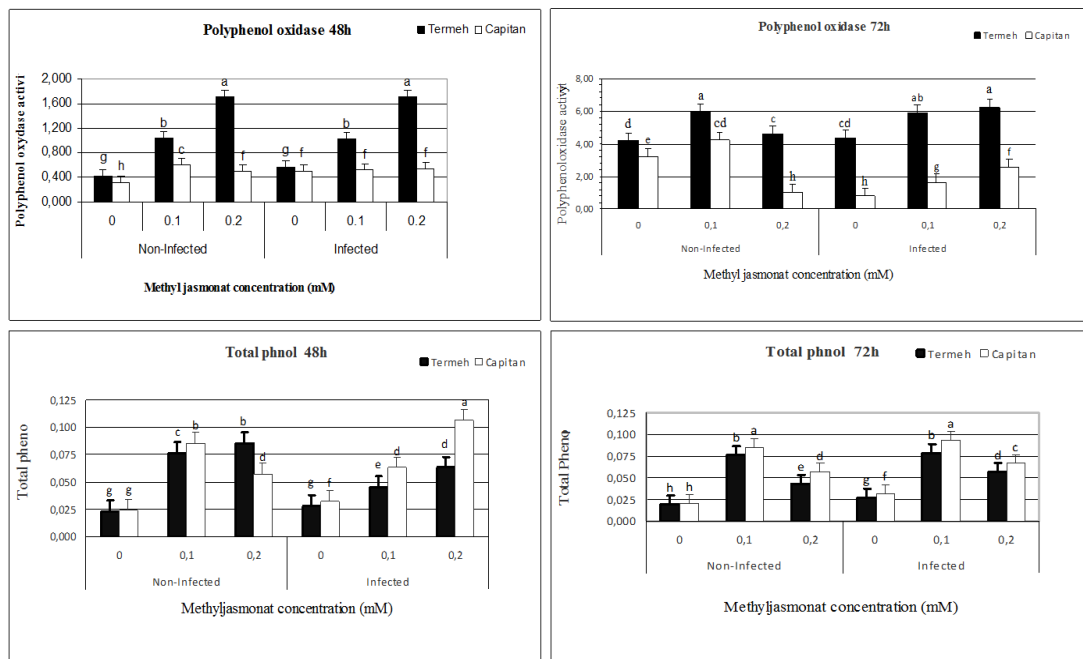 Polyphenol oxidase 48h
Termeh Capitan
Polyphenol oxydase activi
2,000
1,600
1,200
0,800
0,400
0,000
g h b c a f g f b f a f
0 0.1 0.2 0 0.1 0.2
Non-Infected Infected
Methyl jasmonat concentration (mM)
Polyphenol oxidase 72h
Termeh Capitan
Polyphenoloxidase activit
8,00
6,00
4,00
2,00
0,00
d e a cd c h cd h ab g a f
0 0,1 0,2 0 0,1 0,2
Non-Infected Infected
Methyl jasmonat concentration (mM)
Total phnol 48h
Termeh Capitan
Total pheno
0,125
0,100
0,075
0,050
0,025
0,000
g g c b b d g f e d d a
0 0,1 0,2 0 0,1 0,2
Non-Infected Infected
Methyljasmonat concentration (mM)
Total phnol 72h
Termeh Capitan
Total Pheno
0,125
0,100
0,075
0,050
0,025
0,000
h h b a e d g f b a d c
0 0,1 0,2 0 0,1 0,2
Non-Infected Infected
Methyljasmonat concentration (mM)